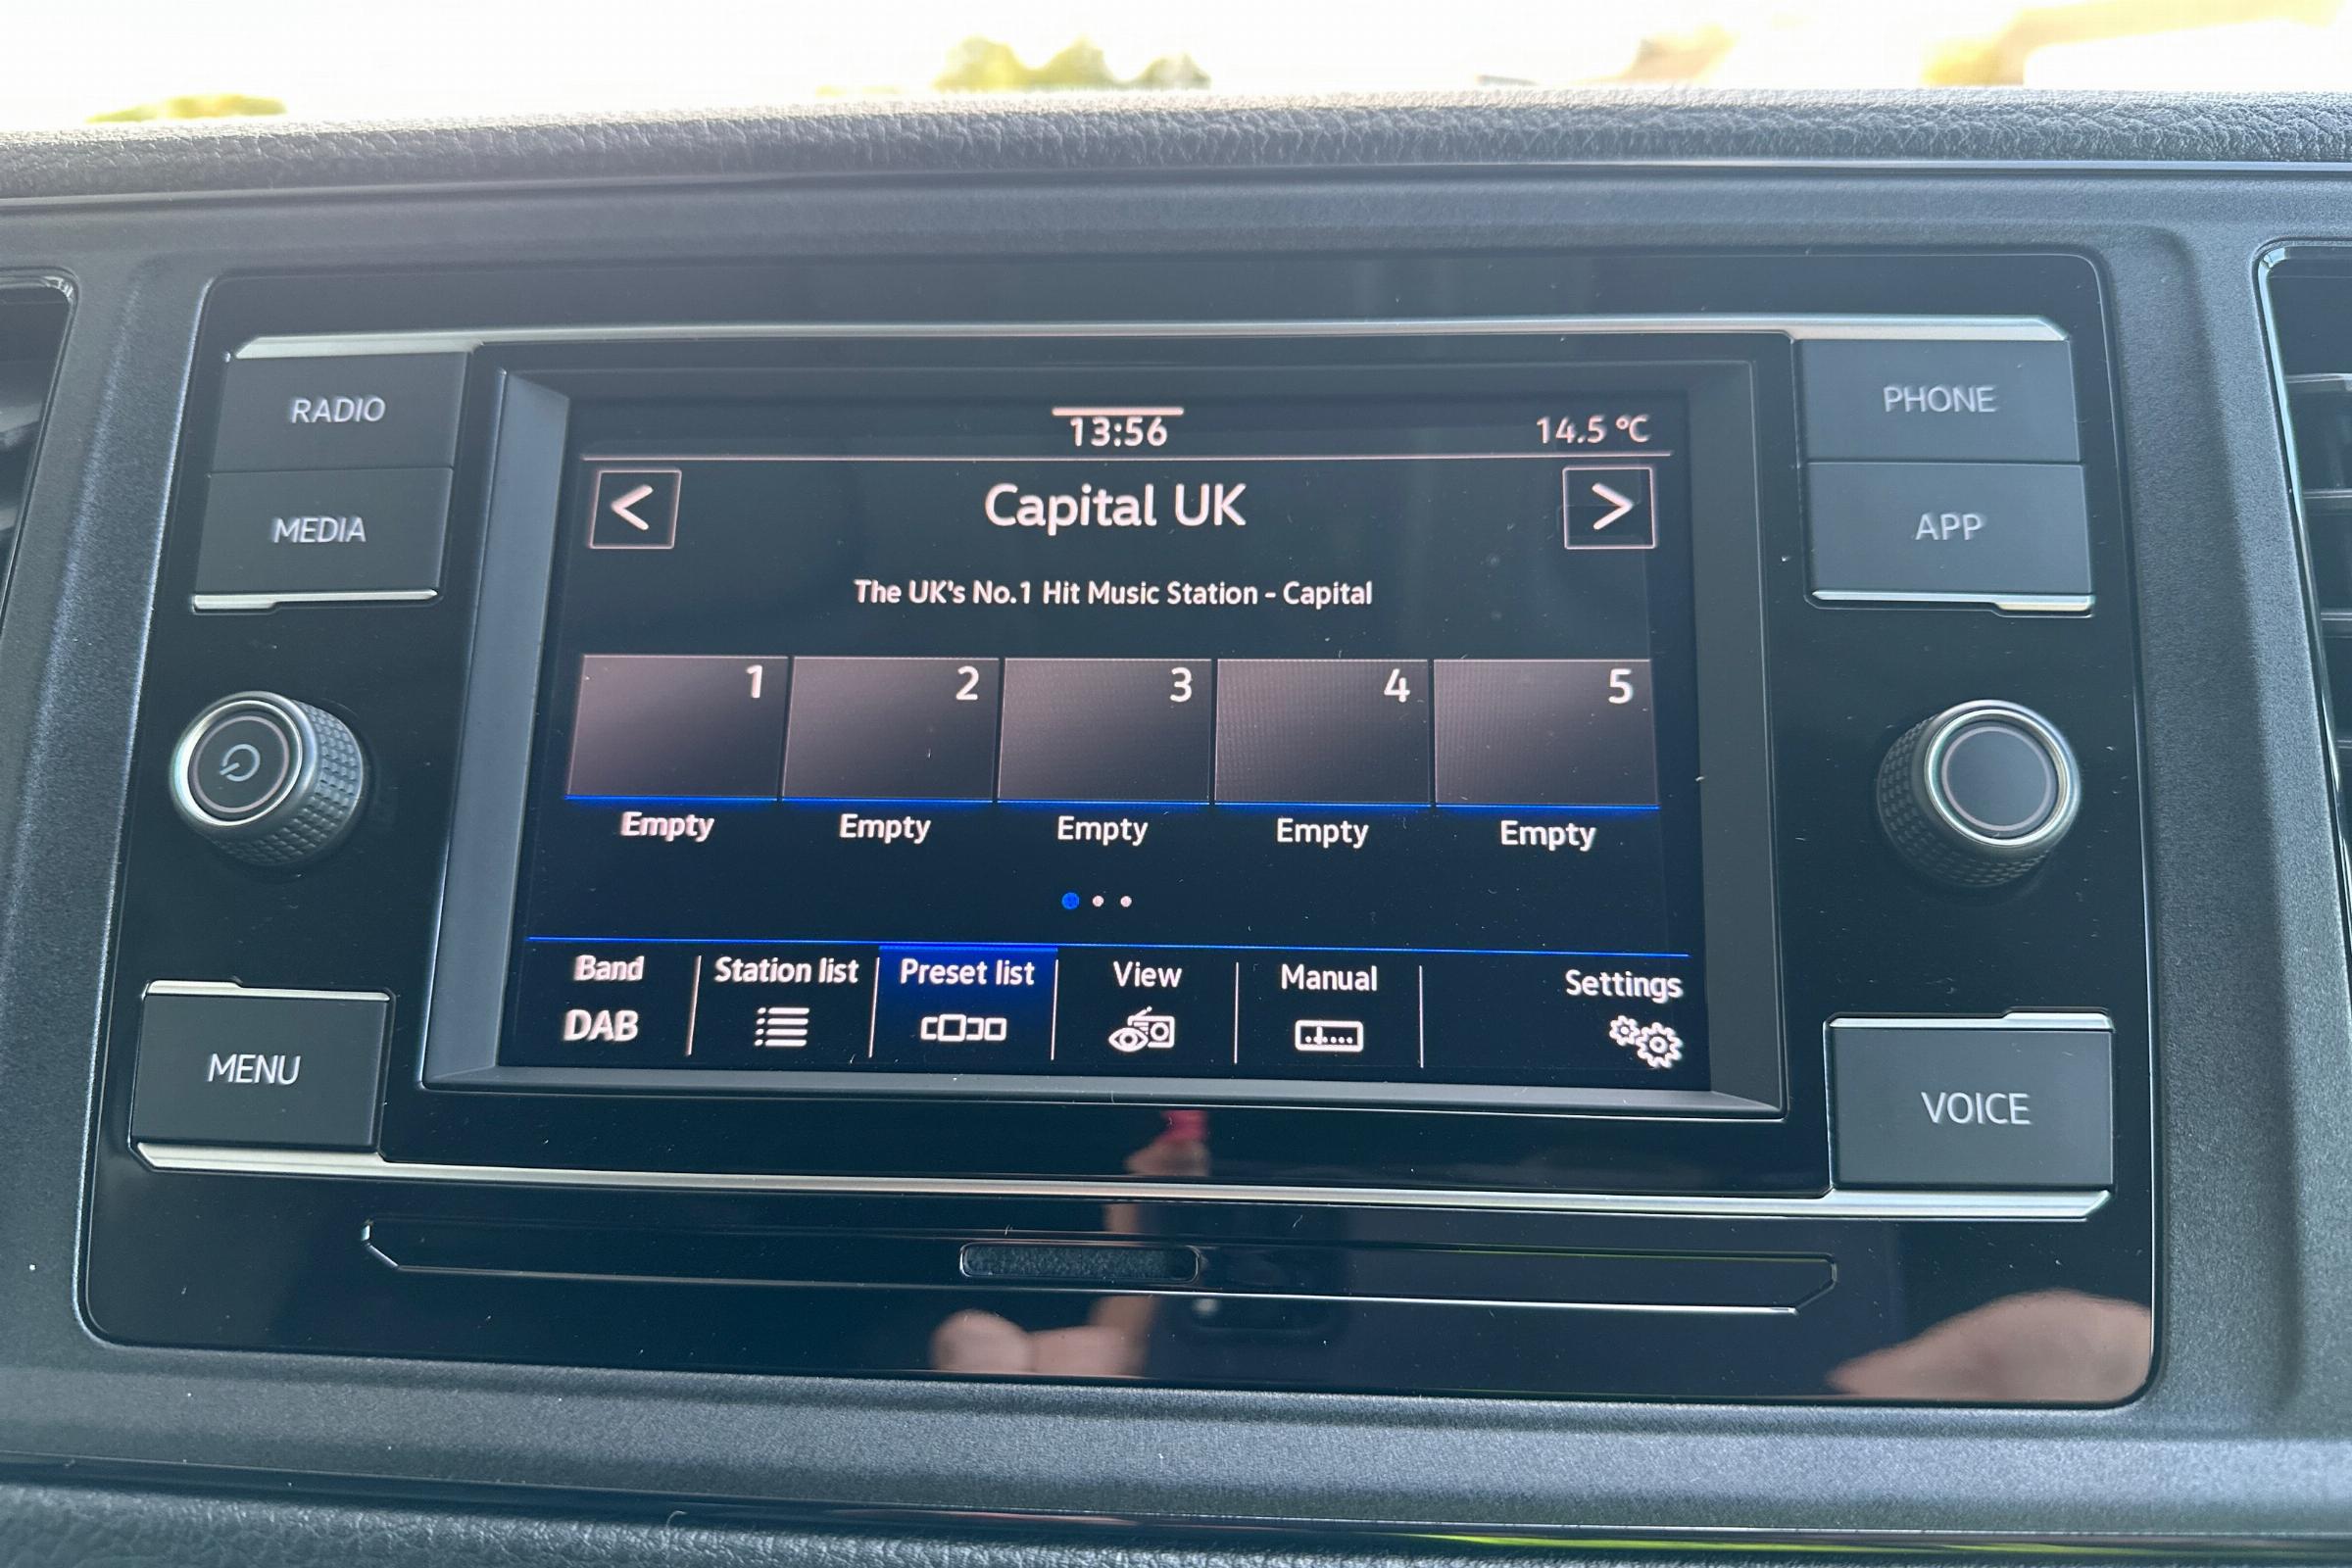 RADIO
MEDIA
MENU
13:56
14.5 °C
<
Capital UK
>
The UK's No.1 Hit Music Station - Capital
1 2 3 4 5
Empty Empty Empty Empty Empty
Band Station list Preset list View Manual Settings
DAB
PHONE
APP
VOICE